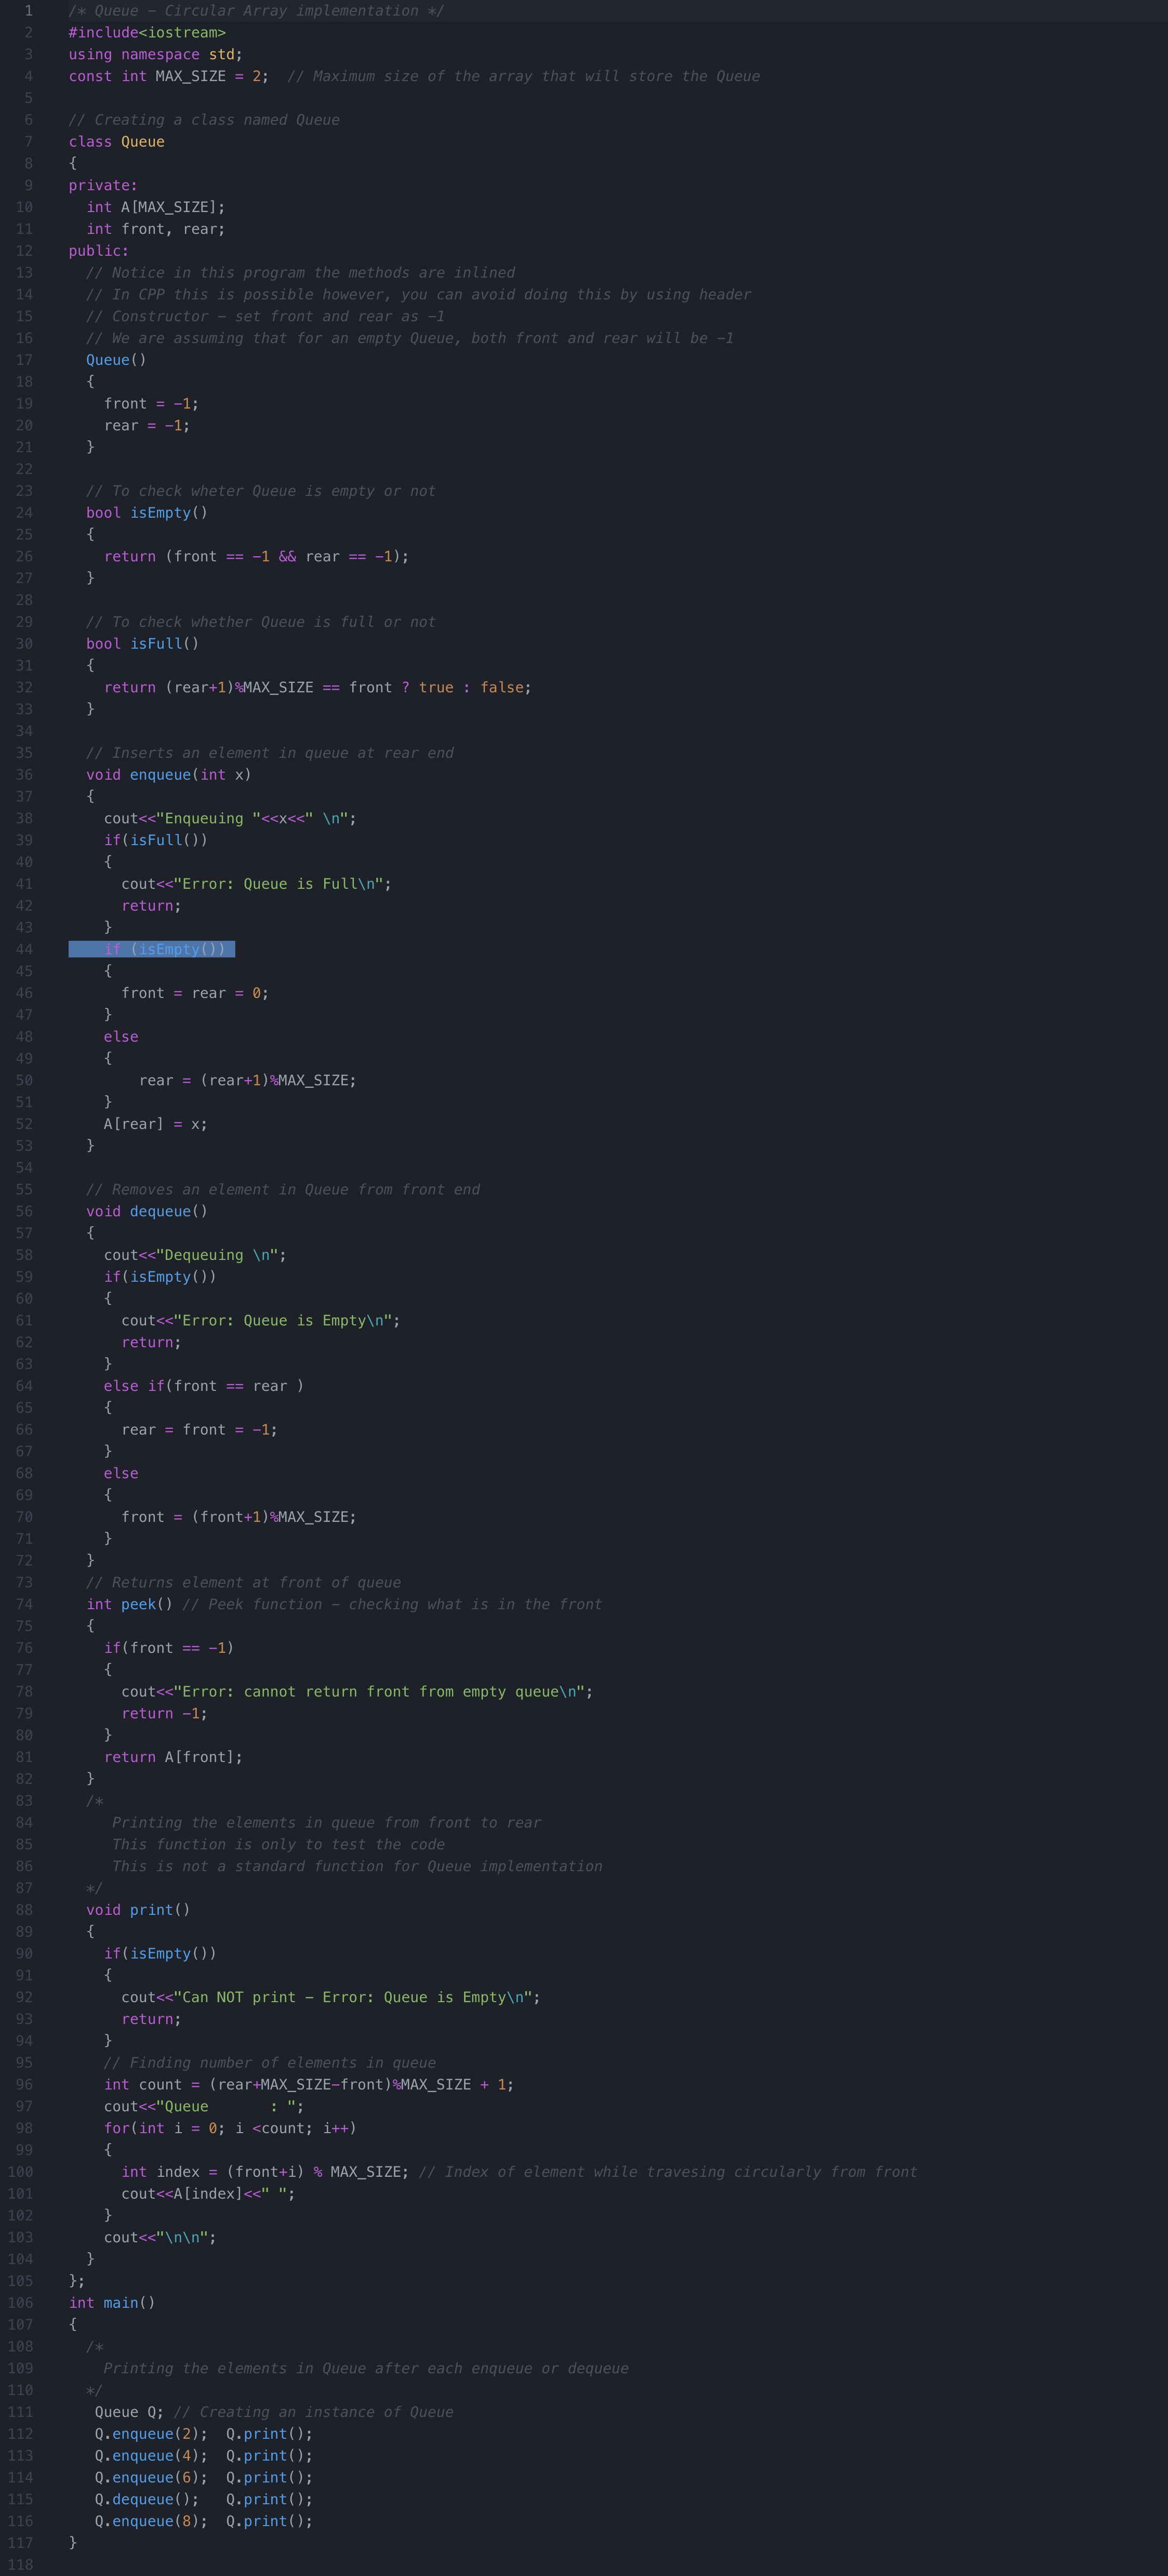 1 /* Queue - Circular Array implementation */
2 #include<iostream>
3 using namespace std;
4 const int MAX_SIZE = 2;  // Maximum size of the array that will store the Queue
5
6 // Creating a class named Queue
7 class Queue
8 {
9 private:
10   int A[MAX_SIZE];
11   int front, rear;
12 public:
13   // Notice in this program the methods are inlined
14   // In CPP this is possible however, you can avoid doing this by using header
15   // Constructor - set front and rear as -1
16   // We are assuming that for an empty Queue, both front and rear will be -1
17   Queue()
18   {
19     front = -1;
20     rear = -1;
21   }
22
23   // To check wheter Queue is empty or not
24   bool isEmpty()
25   {
26     return (front == -1 && rear == -1);
27   }
28
29   // To check whether Queue is full or not
30   bool isFull()
31   {
32     return (rear+1)%MAX_SIZE == front ? true : false;
33   }
34
35   // Inserts an element in queue at rear end
36   void enqueue(int x)
37   {
38     cout<<"Enqueuing "<<x<<" \n";
39     if(isFull())
40     {
41       cout<<"Error: Queue is Full\n";
42       return;
43     }
44     if (isEmpty())
45     {
46       front = rear = 0;
47     }
48     else
49     {
50         rear = (rear+1)%MAX_SIZE;
51     }
52     A[rear] = x;
53   }
54
55   // Removes an element in Queue from front end
56   void dequeue()
57   {
58     cout<<"Dequeuing \n";
59     if(isEmpty())
60     {
61       cout<<"Error: Queue is Empty\n";
62       return;
63     }
64     else if(front == rear )
65     {
66       rear = front = -1;
67     }
68     else
69     {
70       front = (front+1)%MAX_SIZE;
71     }
72   }
73   // Returns element at front of queue
74   int peek() // Peek function - checking what is in the front
75   {
76     if(front == -1)
77     {
78       cout<<"Error: cannot return front from empty queue\n";
79       return -1;
80     }
81     return A[front];
82   }
83   /*
84      Printing the elements in queue from front to rear
85      This function is only to test the code
86      This is not a standard function for Queue implementation
87   */
88   void print()
89   {
90     if(isEmpty())
91     {
92       cout<<"Can NOT print - Error: Queue is Empty\n";
93       return;
94     }
95     // Finding number of elements in queue
96     int count = (rear+MAX_SIZE-front)%MAX_SIZE + 1;
97     cout<<"Queue       : ";
98     for(int i = 0; i <count; i++)
99     {
100       int index = (front+i) % MAX_SIZE; // Index of element while travesing circularly from front
101       cout<<A[index]<<" ";
102     }
103     cout<<"\n\n";
104   }
105 };
106 int main()
107 {
108   /*
109     Printing the elements in Queue after each enqueue or dequeue
110   */
111    Queue Q; // Creating an instance of Queue
112    Q.enqueue(2);  Q.print();
113    Q.enqueue(4);  Q.print();
114    Q.enqueue(6);  Q.print();
115    Q.dequeue();   Q.print();
116    Q.enqueue(8);  Q.print();
117 }
118